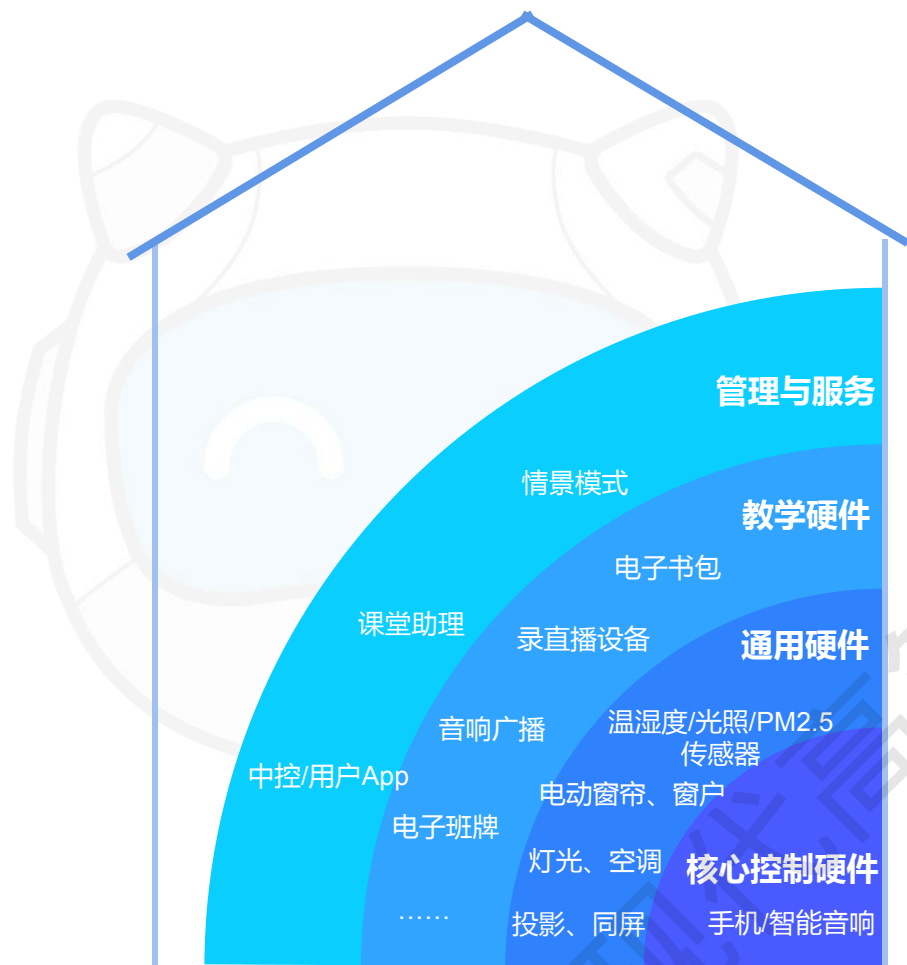 管理与服务
情景模式
教学硬件
电子书包
课堂助理
录直播设备
通用硬件
音响广播
温湿度/光照/PM2.5
传感器
中控/用户App
电动窗帘、窗户
电子班牌
灯光、空调
核心控制硬件
……
投影、同屏
手机/智能音响